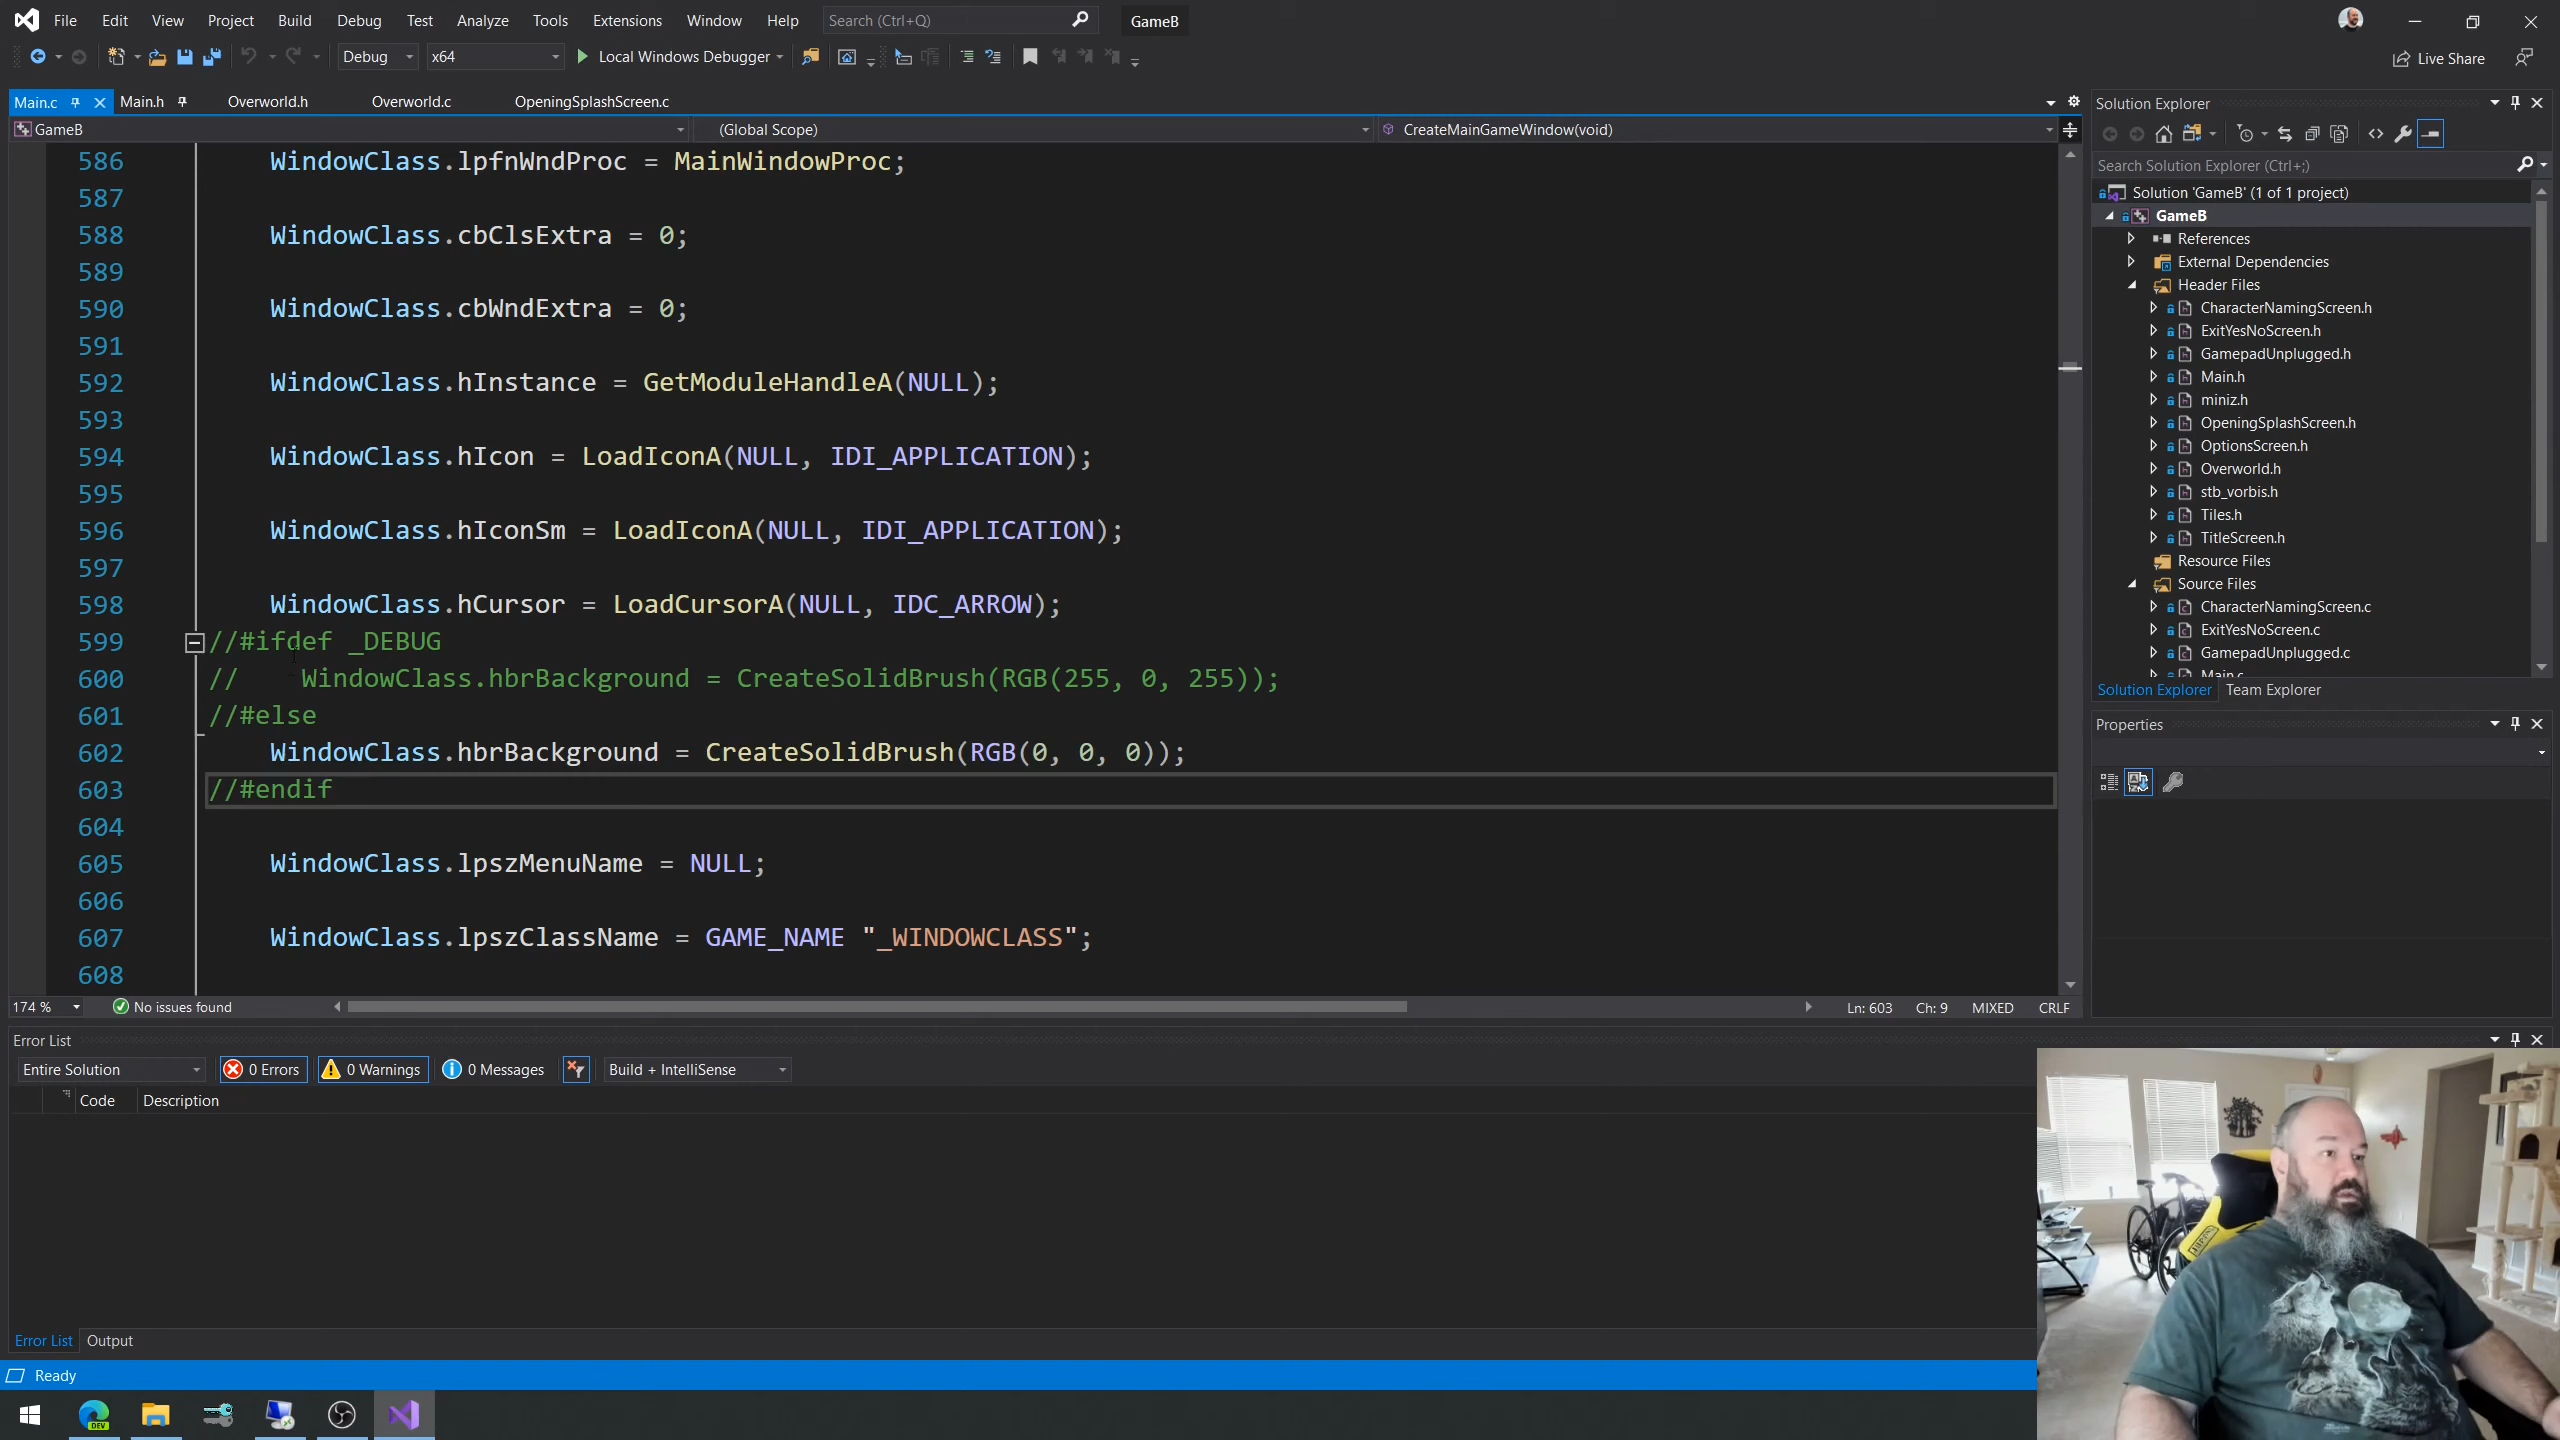 File Edit View Project Build Debug Test Analyze Tools Extensions Window Help Search (Ctrl+Q) GameB
Debug x64 Local Windows Debugger Live Share
Main.c Main.h Overworld.h Overworld.c OpeningSplashScreen.c
GameB (Global Scope) CreateMainGameWindow(void)
586 WindowClass.lpfnWndProc = MainWindowProc;
587
588 WindowClass.cbClsExtra = 0;
589
590 WindowClass.cbWndExtra = 0;
591
592 WindowClass.hInstance = GetModuleHandleA(NULL);
593
594 WindowClass.hIcon = LoadIconA(NULL, IDI_APPLICATION);
595
596 WindowClass.hIconSm = LoadIconA(NULL, IDI_APPLICATION);
597
598 WindowClass.hCursor = LoadCursorA(NULL, IDC_ARROW);
599 //#ifdef _DEBUG
600 // WindowClass.hbrBackground = CreateSolidBrush(RGB(255, 0, 255));
601 //#else
602 WindowClass.hbrBackground = CreateSolidBrush(RGB(0, 0, 0));
603 //#endif
604
605 WindowClass.lpszMenuName = NULL;
606
607 WindowClass.lpszClassName = GAME_NAME "_WINDOWCLASS";
608
174 % No issues found Ln: 603 Ch: 9 MIXED CRLF
Solution Explorer
Search Solution Explorer (Ctrl+;)
Solution 'GameB' (1 of 1 project)
GameB
References
External Dependencies
Header Files
CharacterNamingScreen.h
ExitYesNoScreen.h
GamepadUnplugged.h
Main.h
miniz.h
OpeningSplashScreen.h
OptionsScreen.h
Overworld.h
stb_vorbis.h
Tiles.h
TitleScreen.h
Resource Files
Source Files
CharacterNamingScreen.c
ExitYesNoScreen.c
GamepadUnplugged.c
Main.c
Solution Explorer Team Explorer
Properties
Error List
Entire Solution 0 Errors 0 Warnings 0 Messages Build + IntelliSense
Code Description
Error List Output
Ready
DEV